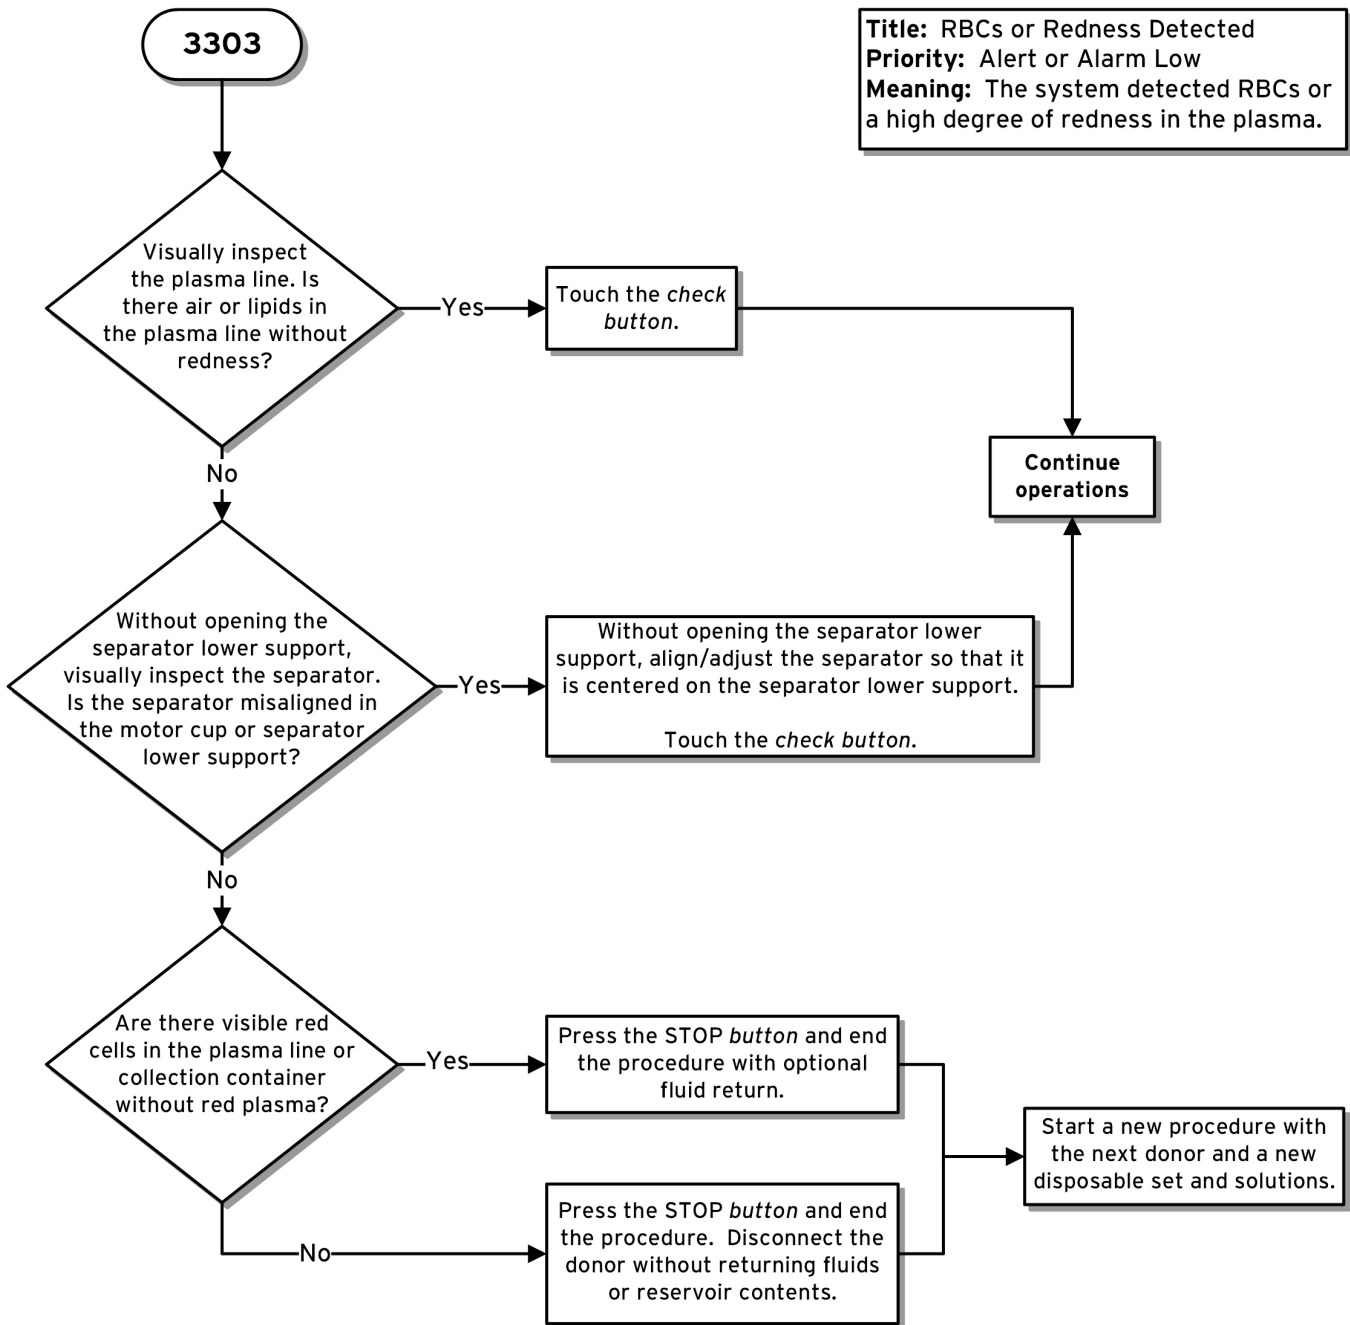 3303
Title: RBCs or Redness Detected
Priority: Alert or Alarm Low
Meaning: The system detected RBCs or
a high degree of redness in the plasma.
Visually inspect
the plasma line. Is
there air or lipids in
the plasma line without
redness?
Yes
Touch the check
button.
Continue
operations
No
Without opening the
separator lower support,
visually inspect the separator.
Is the separator misaligned in
the motor cup or separator
lower support?
Yes
Without opening the separator lower
support, align/adjust the separator so that it
is centered on the separator lower support.
Touch the check button.
No
Are there visible red
cells in the plasma line or
collection container
without red plasma?
Yes
Press the STOP button and end
the procedure with optional
fluid return.
No
Press the STOP button and end
the procedure. Disconnect the
donor without returning fluids
or reservoir contents.
Start a new procedure with
the next donor and a new
disposable set and solutions.